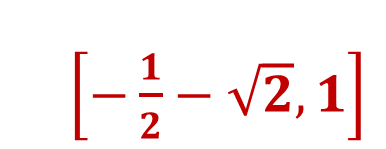 [-1/2 - √2, 1]